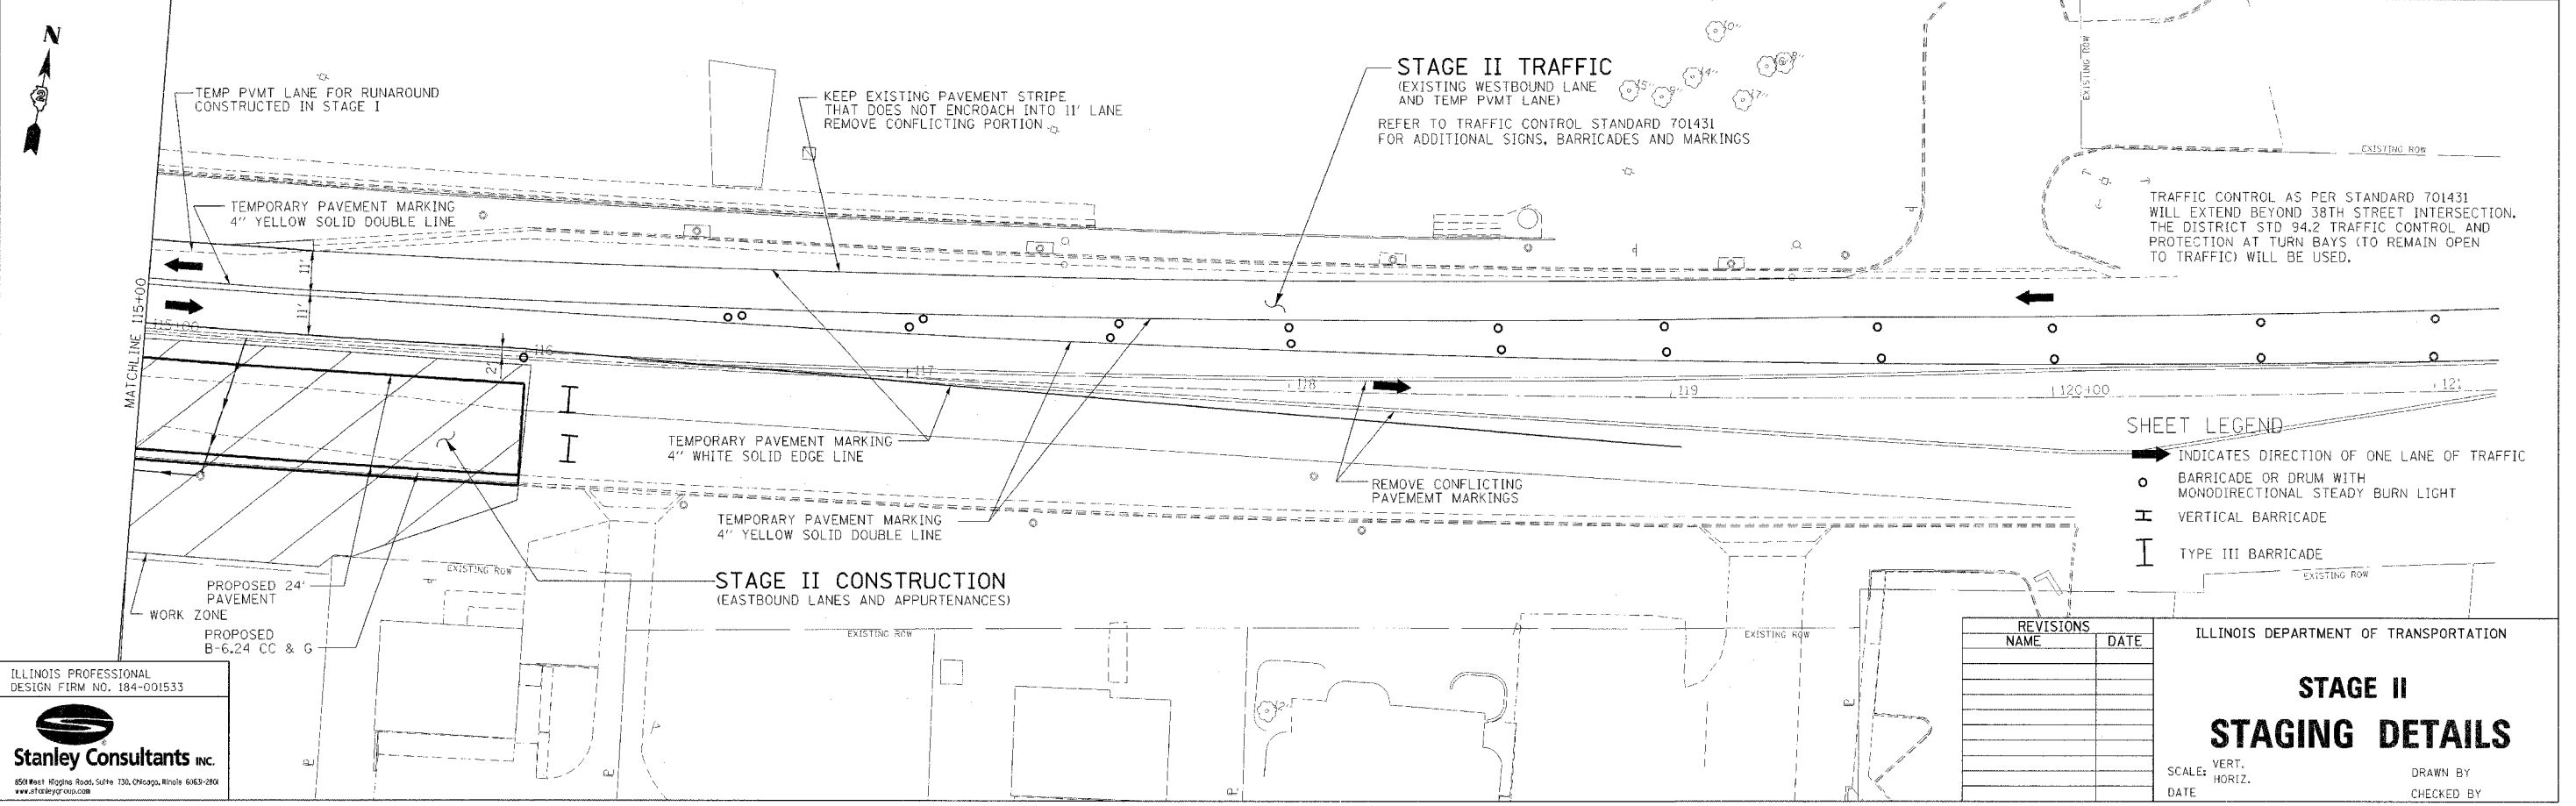 N
TEMP PVMT LANE FOR RUNAROUND
CONSTRUCTED IN STAGE I
KEEP EXISTING PAVEMENT STRIPE
THAT DOES NOT ENCROACH INTO 11' LANE
REMOVE CONFLICTING PORTION
STAGE II TRAFFIC
(EXISTING WESTBOUND LANE
AND TEMP PVMT LANE)
REFER TO TRAFFIC CONTROL STANDARD 701431
FOR ADDITIONAL SIGNS, BARRICADES AND MARKINGS
EXISTING ROW
EXISTING ROW
TRAFFIC CONTROL AS PER STANDARD 701431
WILL EXTEND BEYOND 38TH STREET INTERSECTION.
THE DISTRICT STD 94.2 TRAFFIC CONTROL AND
PROTECTION AT TURN BAYS (TO REMAIN OPEN
TO TRAFFIC) WILL BE USED.
TEMPORARY PAVEMENT MARKING
4" YELLOW SOLID DOUBLE LINE
11'
11'
MATCHLINE 115+00
115+00
2'
116
117
118
119
120+00
121
TEMPORARY PAVEMENT MARKING
4" WHITE SOLID EDGE LINE
TEMPORARY PAVEMENT MARKING
4" YELLOW SOLID DOUBLE LINE
REMOVE CONFLICTING
PAVEMEMT MARKINGS
SHEET LEGEND
INDICATES DIRECTION OF ONE LANE OF TRAFFIC
BARRICADE OR DRUM WITH
MONODIRECTIONAL STEADY BURN LIGHT
VERTICAL BARRICADE
TYPE III BARRICADE
EXISTING ROW
EXISTING ROW
STAGE II CONSTRUCTION
(EASTBOUND LANES AND APPURTENANCES)
PROPOSED 24'
PAVEMENT
WORK ZONE
PROPOSED
B-6.24 CC & G
EXISTING ROW
EXISTING ROW
ILLINOIS PROFESSIONAL
DESIGN FIRM NO. 184-001533
Stanley Consultants INC.
8501 West Higgins Road, Suite 730, Chicago, Illinois 60631-2801
www.stanleygroup.com
REVISIONS
NAME DATE
ILLINOIS DEPARTMENT OF TRANSPORTATION
STAGE II
STAGING DETAILS
SCALE: VERT.
HORIZ.
DATE
DRAWN BY
CHECKED BY